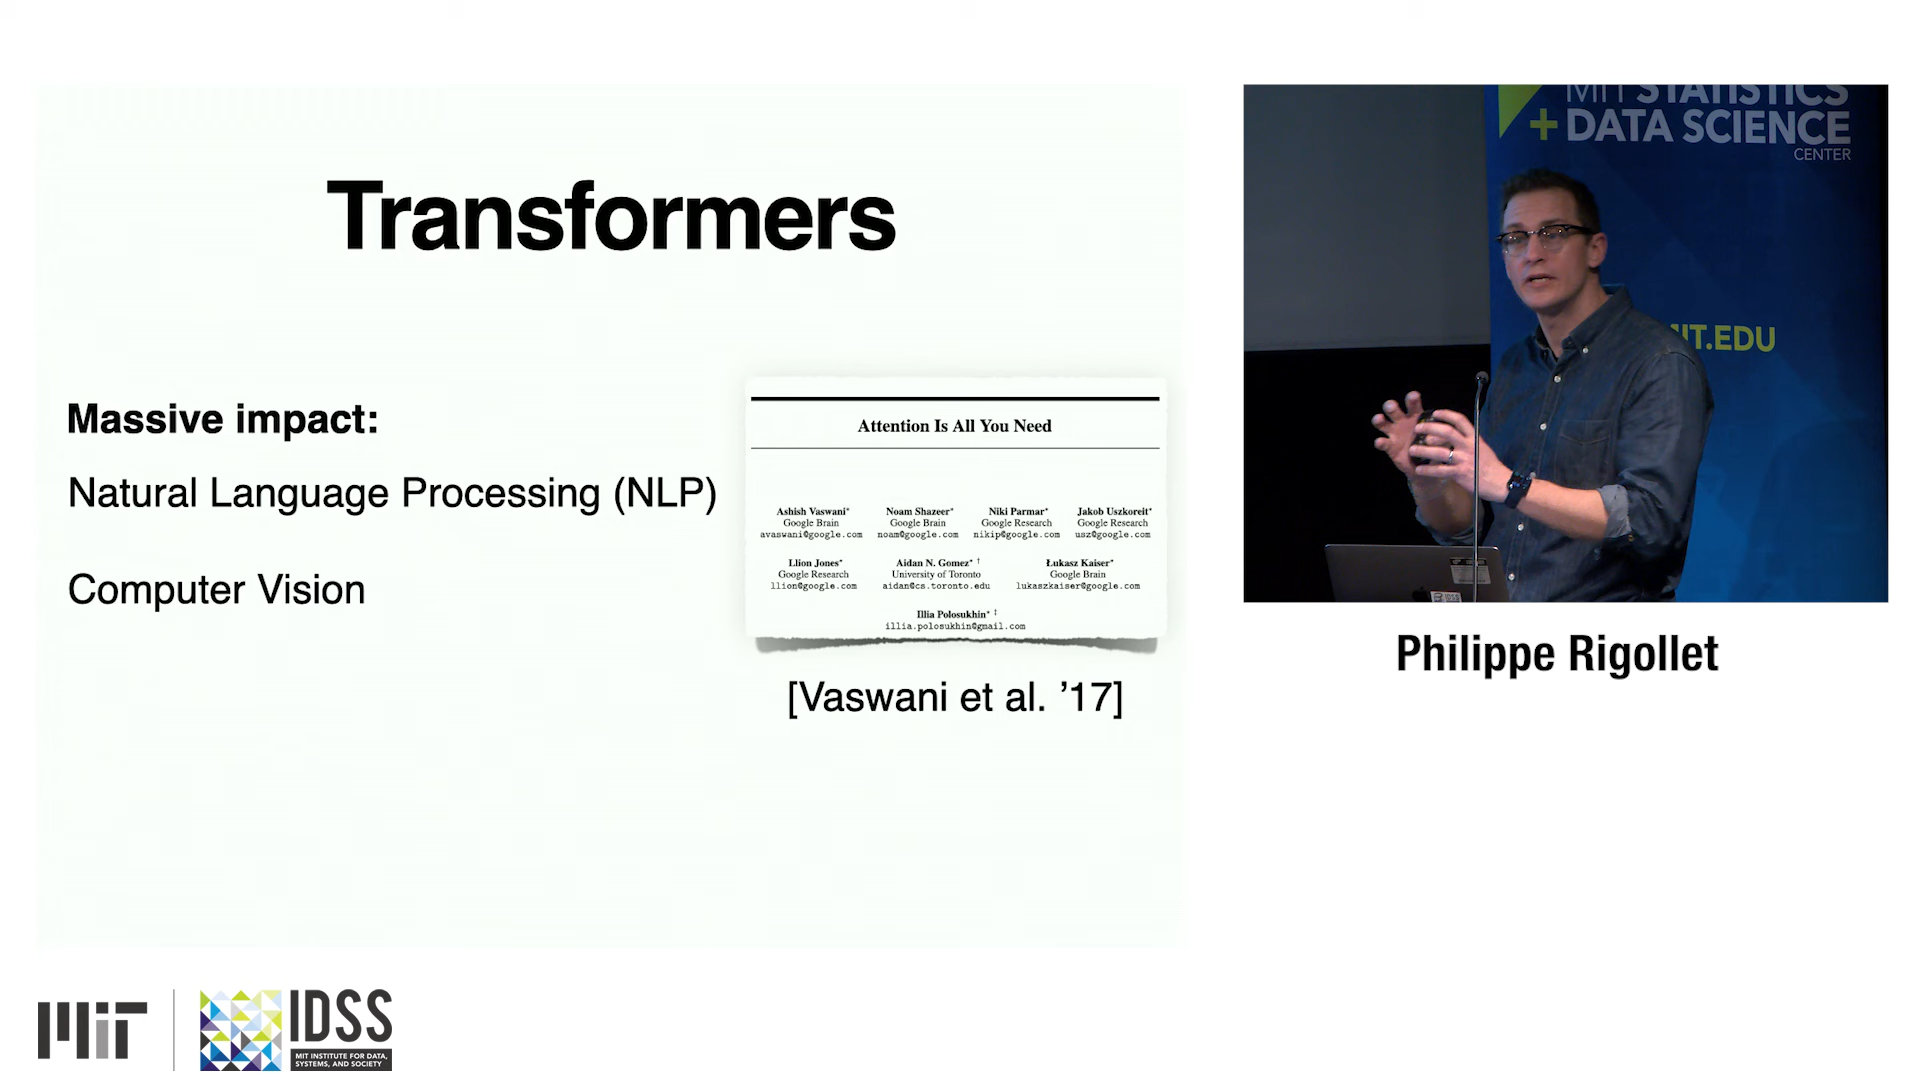 Transformers
Massive impact:
Natural Language Processing (NLP)
Computer Vision
Attention Is All You Need
Ashish Vaswani* Noam Shazeer* Niki Parmar* Jakob Uszkoreit*
Google Brain Google Brain Google Research Google Research
avaswani@google.com noam@google.com nikip@google.com usz@google.com
Llion Jones* Aidan N. Gomez* † Łukasz Kaiser*
Google Research University of Toronto Google Brain
llion@google.com aidan@cs.toronto.edu lukaszkaiser@google.com
Illia Polosukhin* ‡
illia.polosukhin@gmail.com
[Vaswani et al. ’17]
MIT STATISTICS
+ DATA SCIENCE
CENTER
IT.EDU
Philippe Rigollet
MIT
IDSS
MIT INSTITUTE FOR DATA,
SYSTEMS, AND SOCIETY